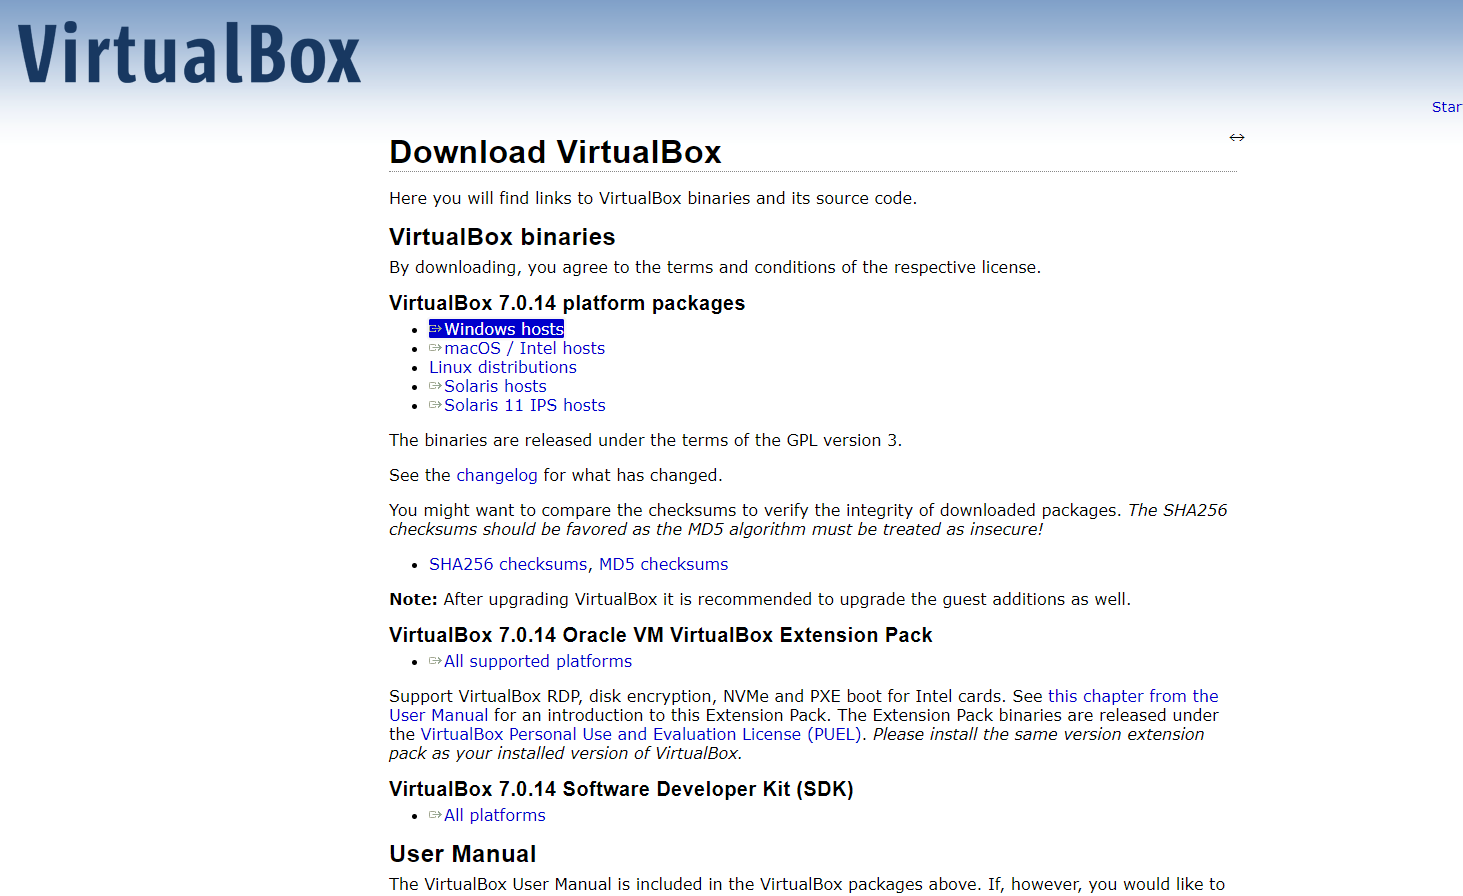 VirtualBox
Star
Download VirtualBox
Here you will find links to VirtualBox binaries and its source code.
VirtualBox binaries
By downloading, you agree to the terms and conditions of the respective license.
VirtualBox 7.0.14 platform packages
Windows hosts
macOS / Intel hosts
Linux distributions
Solaris hosts
Solaris 11 IPS hosts
The binaries are released under the terms of the GPL version 3.
See the changelog for what has changed.
You might want to compare the checksums to verify the integrity of downloaded packages. The SHA256
checksums should be favored as the MD5 algorithm must be treated as insecure!
SHA256 checksums, MD5 checksums
Note: After upgrading VirtualBox it is recommended to upgrade the guest additions as well.
VirtualBox 7.0.14 Oracle VM VirtualBox Extension Pack
All supported platforms
Support VirtualBox RDP, disk encryption, NVMe and PXE boot for Intel cards. See this chapter from the
User Manual for an introduction to this Extension Pack. The Extension Pack binaries are released under
the VirtualBox Personal Use and Evaluation License (PUEL). Please install the same version extension
pack as your installed version of VirtualBox.
VirtualBox 7.0.14 Software Developer Kit (SDK)
All platforms
User Manual
The VirtualBox User Manual is included in the VirtualBox packages above. If, however, you would like to